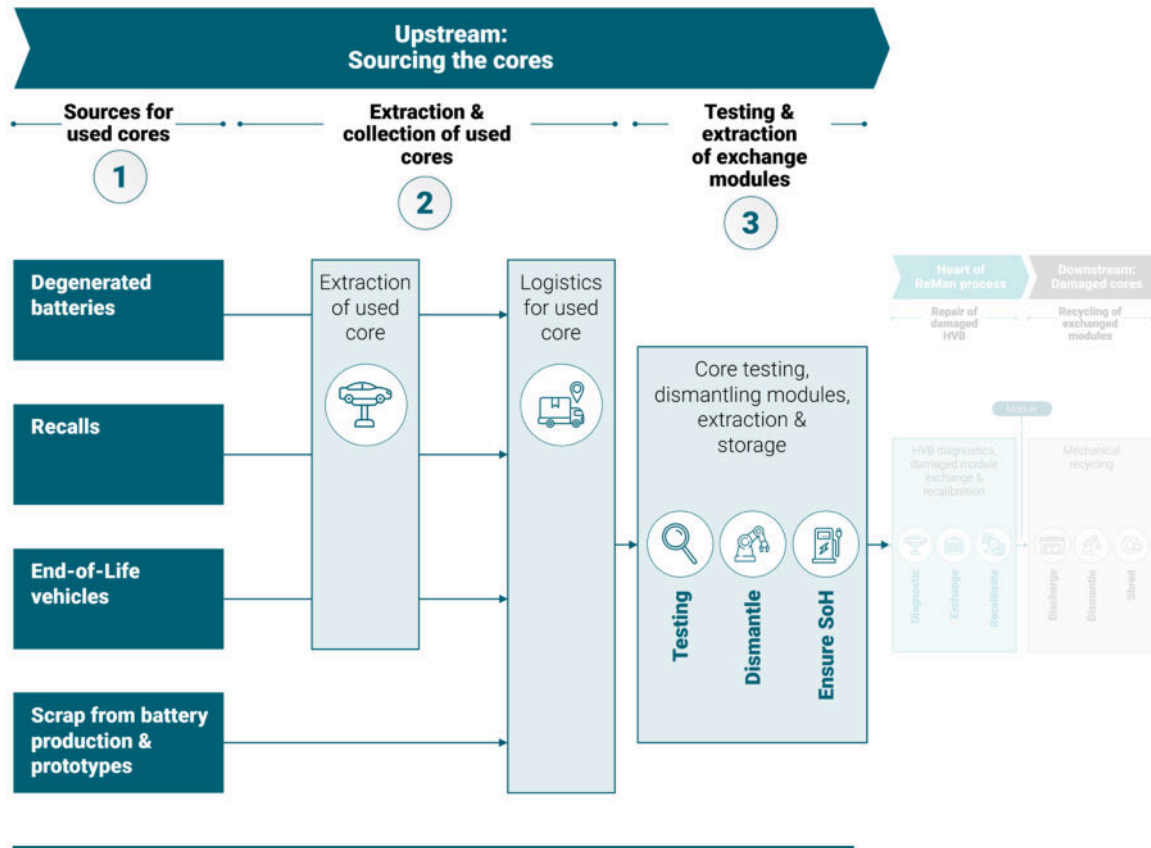 Upstream:
Sourcing the cores
Sources for
used cores
1
Extraction &
collection of used
cores
2
Testing &
extraction
of exchange
modules
3
Degenerated
batteries
Recalls
End-of-Life
vehicles
Scrap from battery
production &
prototypes
Extraction
of used
core
Logistics
for used
core
Core testing,
dismantling modules,
extraction &
storage
Testing
Dismantle
Ensure SoH
Heart of
ReMan process
Repair of
damaged
HVB
HVB diagnostics,
damaged module
exchange &
recalibration
Diagnostic
Exchange
Recalibrate
Downstream:
Damaged cores
Recycling of
exchanged
modules
Mechanical
recycling
Discharge
Dismantle
Shred